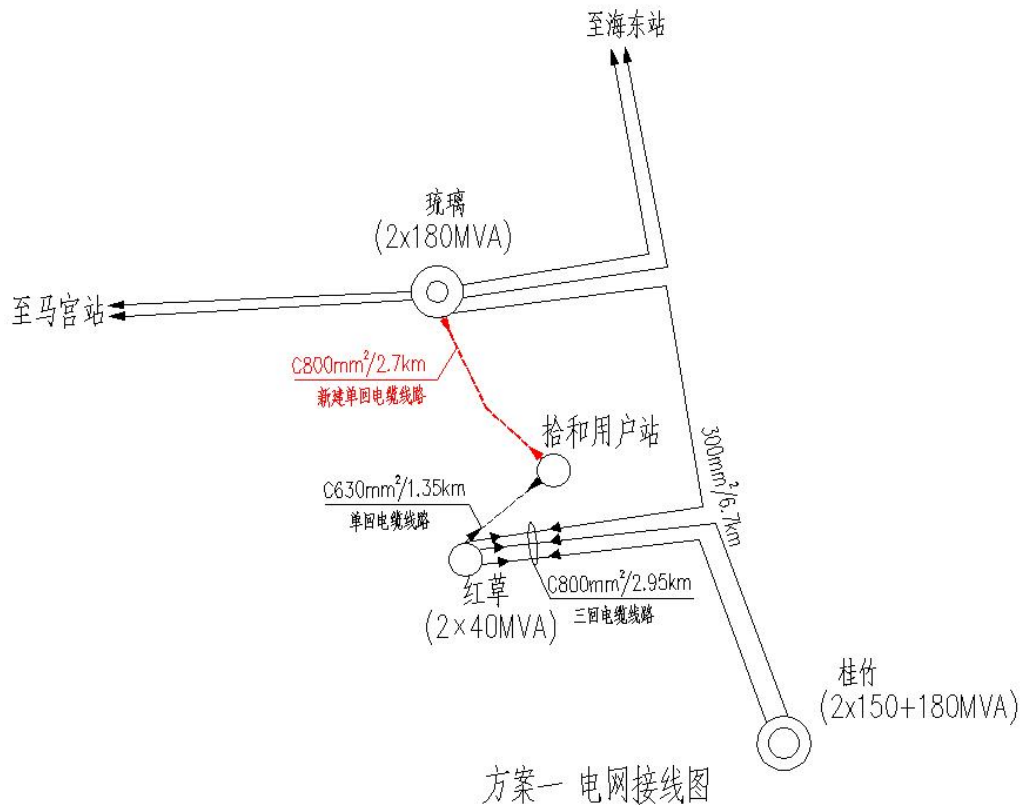 至海东站
琉璃
(2x180MVA)
至马宫站
C800mm²/2.7km
新建单回电缆线路
拾和用户站
300mm²/6.7km
C630mm²/1.35km
单回电缆线路
红草
(2×40MVA)
C800mm²/2.95km
三回电缆线路
桂竹
(2x150+180MVA)
方案一 电网接线图